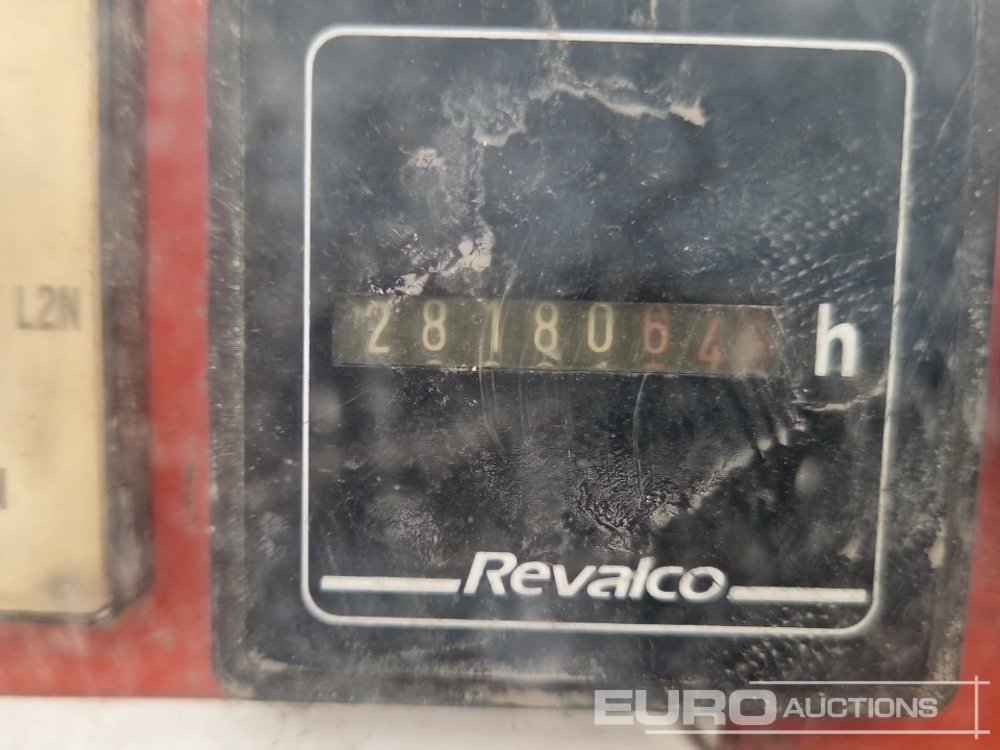 L2N
2818064 h
Revalco
EURO AUCTIONS